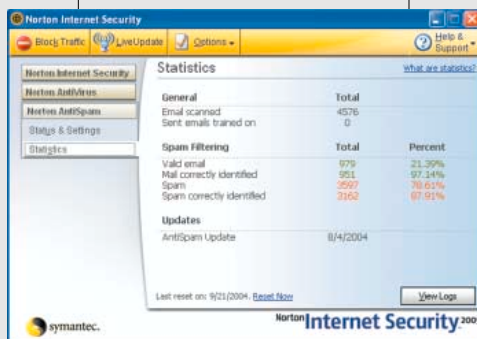 Norton Internet Security
Block Traffic LiveUpdate Options Help & Support
Norton Internet Security
Norton AntiVirus
Norton AntiSpam
Status & Settings
Statistics
Statistics What are statistics?
General Total
Email scanned 4576
Sent emails trained on 0
Spam Filtering Total Percent
Valid email 979 21.39%
Mail correctly identified 951 97.14%
Spam 3597 78.61%
Spam correctly identified 3162 87.91%
Updates
AntiSpam Update 8/4/2004
Last reset on: 9/21/2004. Reset Now View Logs
symantec. Norton Internet Security